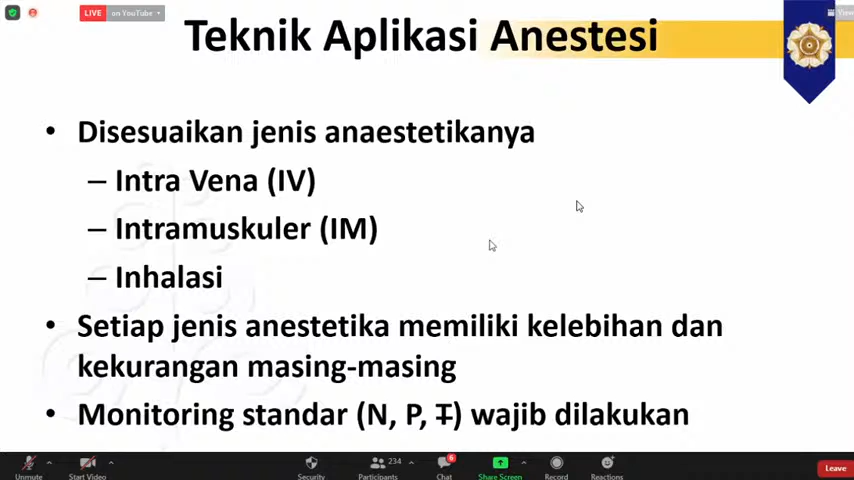 LIVE on YouTube
View
Teknik Aplikasi Anestesi
• Disesuaikan jenis anaestetikanya
– Intra Vena (IV)
– Intramuskuler (IM)
– Inhalasi
• Setiap jenis anestetika memiliki kelebihan dan
kekurangan masing-masing
• Monitoring standar (N, P, T) wajib dilakukan
234
6
Unmute Start Video Security Participants Chat Share Screen Record Reactions Leave